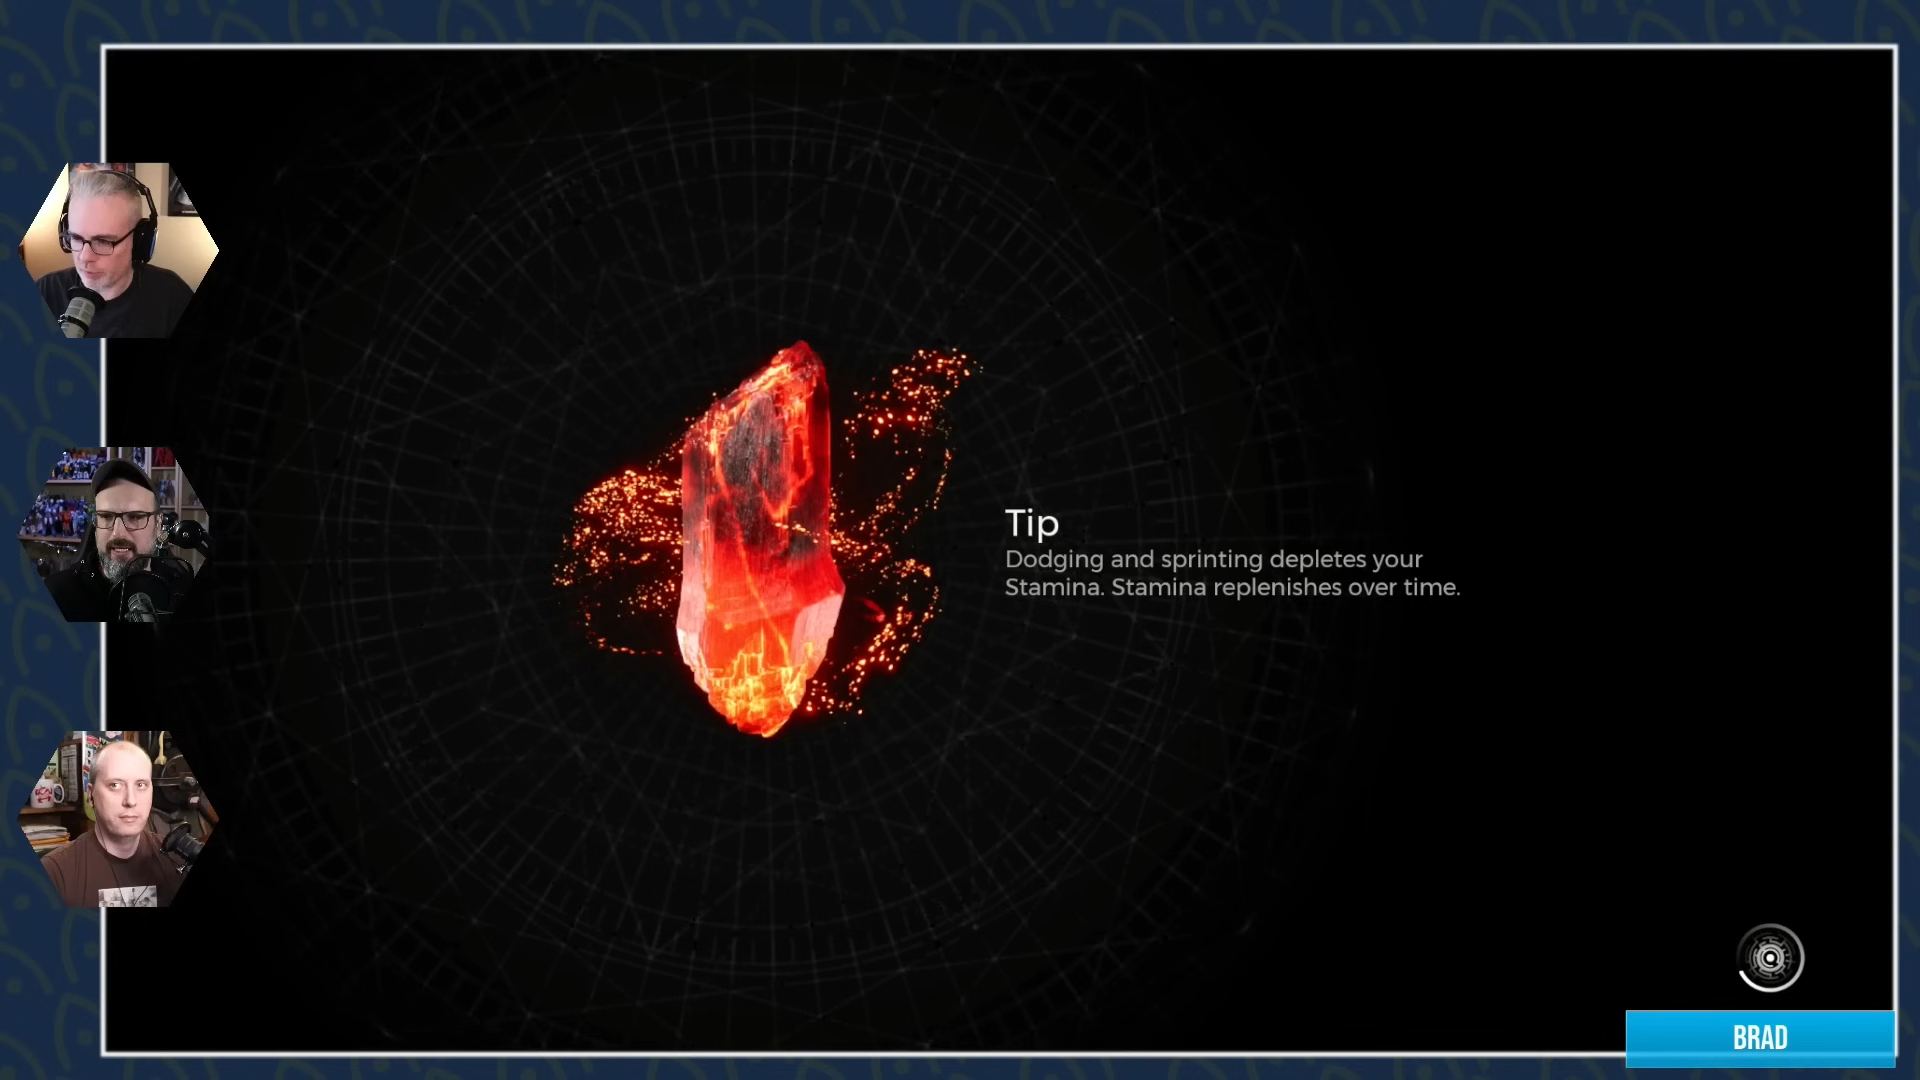 Tip
Dodging and sprinting depletes your
Stamina. Stamina replenishes over time.
BRAD